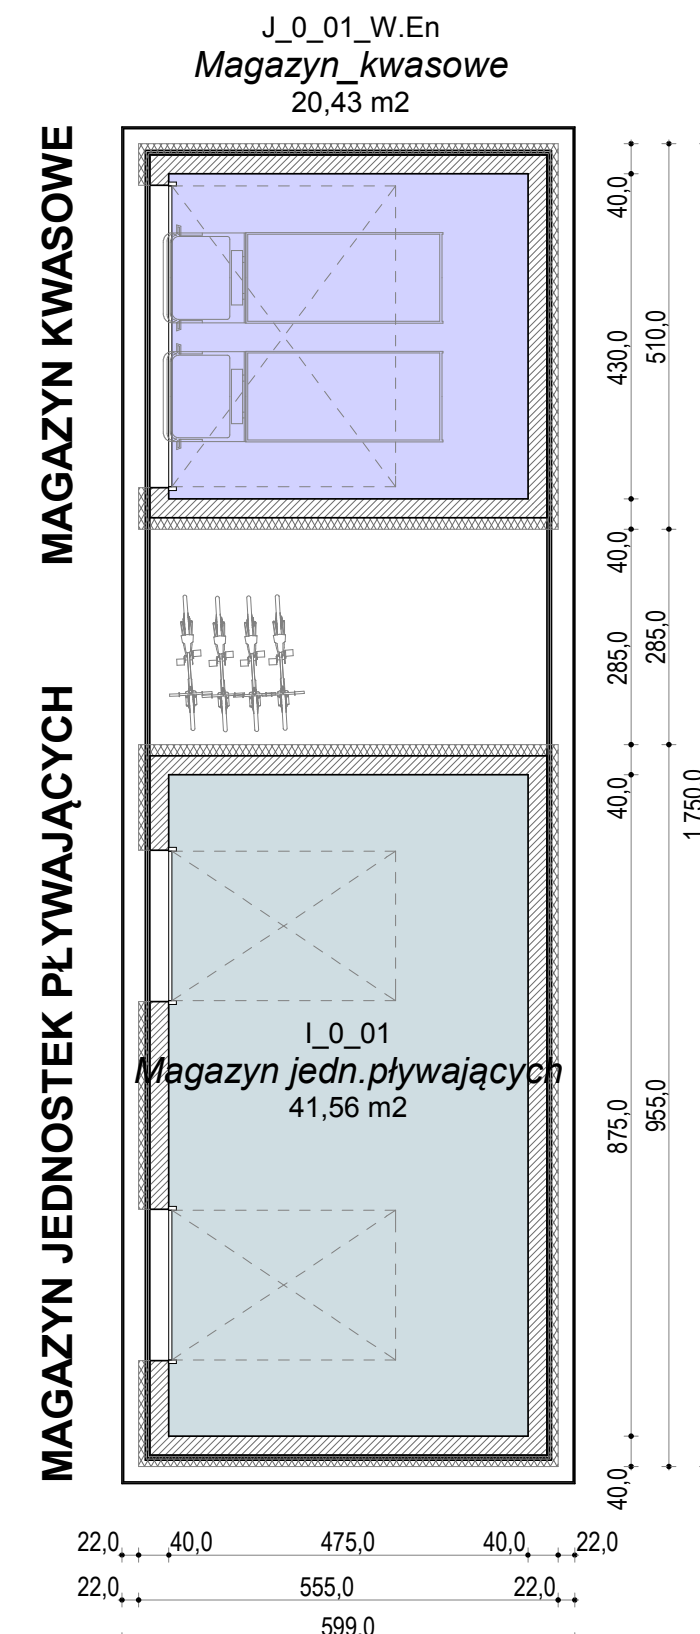 J_0_01_W.En
Magazyn_kwasowe
20,43 m2
MAGAZYN KWASOWE
40,0
430,0
510,0
40,0
285,0
285,0
MAGAZYN JEDNOSTEK PŁYWAJĄCYCH
40,0
1 750,0
I_0_01
Magazyn jedn.pływających
41,56 m2
875,0
955,0
40,0
22,0
40,0
475,0
40,0
22,0
22,0
555,0
22,0
599,0